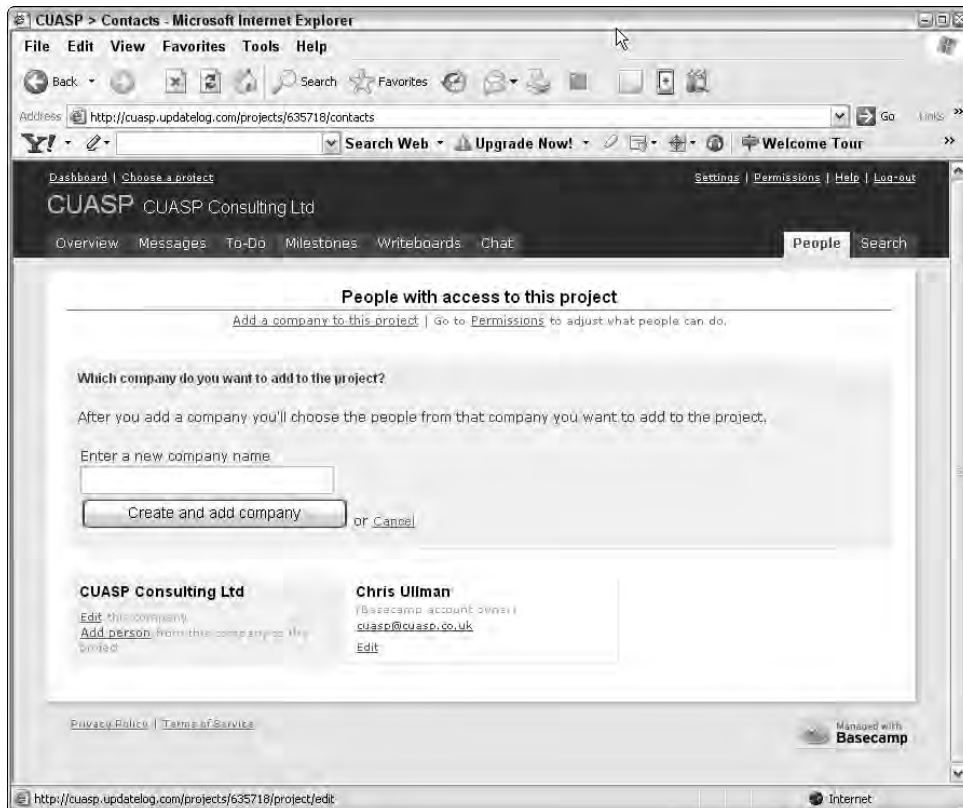 CUASP > Contacts - Microsoft Internet Explorer
File Edit View Favorites Tools Help
Back Search Favorites
Address http://cuasp.updatelog.com/projects/635718/contacts Go Links »
Y! Search Web Upgrade Now! Welcome Tour »
Dashboard | Choose a project Settings | Permissions | Help | Log-out
CUASP CUASP Consulting Ltd
Overview Messages To-Do Milestones Writeboards Chat People Search
People with access to this project
Add a company to this project | Go to Permissions to adjust what people can do.
Which company do you want to add to the project?
After you add a company you'll choose the people from that company you want to add to the project.
Enter a new company name
Create and add company or Cancel
CUASP Consulting Ltd
Edit this company
Add person from this company to the
project
Chris Ullman
(Basecamp account owner)
cuasp@cuasp.co.uk
Edit
Privacy Policy | Terms of Service
Managed with
Basecamp
http://cuasp.updatelog.com/projects/635718/project/edit Internet